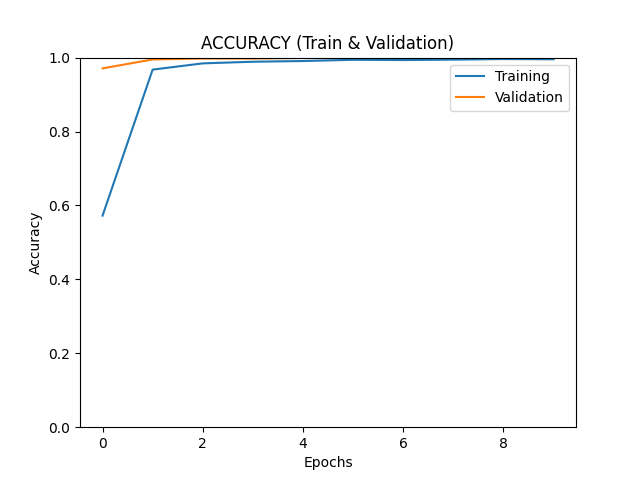 ACCURACY (Train & Validation)
1.0
0.8
0.6
0.4
0.2
0.0
Accuracy
Training
Validation
0 2 4 6 8
Epochs